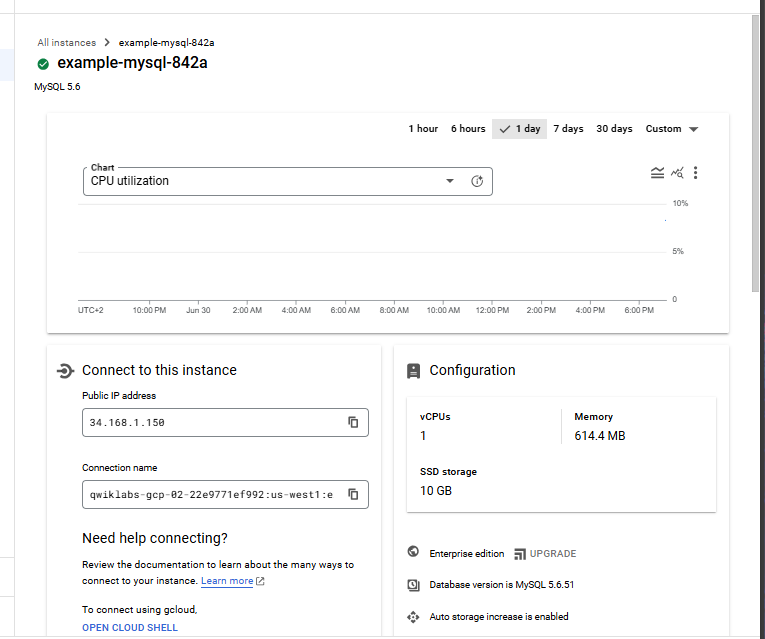 All instances > example-mysql-842a
example-mysql-842a
MySQL 5.6
1 hour 6 hours 1 day 7 days 30 days Custom
Chart
CPU utilization
10%
5%
0
UTC+2 10:00 PM Jun 30 2:00 AM 4:00 AM 6:00 AM 8:00 AM 10:00 AM 12:00 PM 2:00 PM 4:00 PM 6:00 PM
Connect to this instance
Public IP address
34.168.1.150
Connection name
qwiklabs-gcp-02-22e9771ef992:us-west1:e
Need help connecting?
Review the documentation to learn about the many ways to
connect to your instance. Learn more
To connect using gcloud,
OPEN CLOUD SHELL
Configuration
vCPUs Memory
1 614.4 MB
SSD storage
10 GB
Enterprise edition UPGRADE
Database version is MySQL 5.6.51
Auto storage increase is enabled